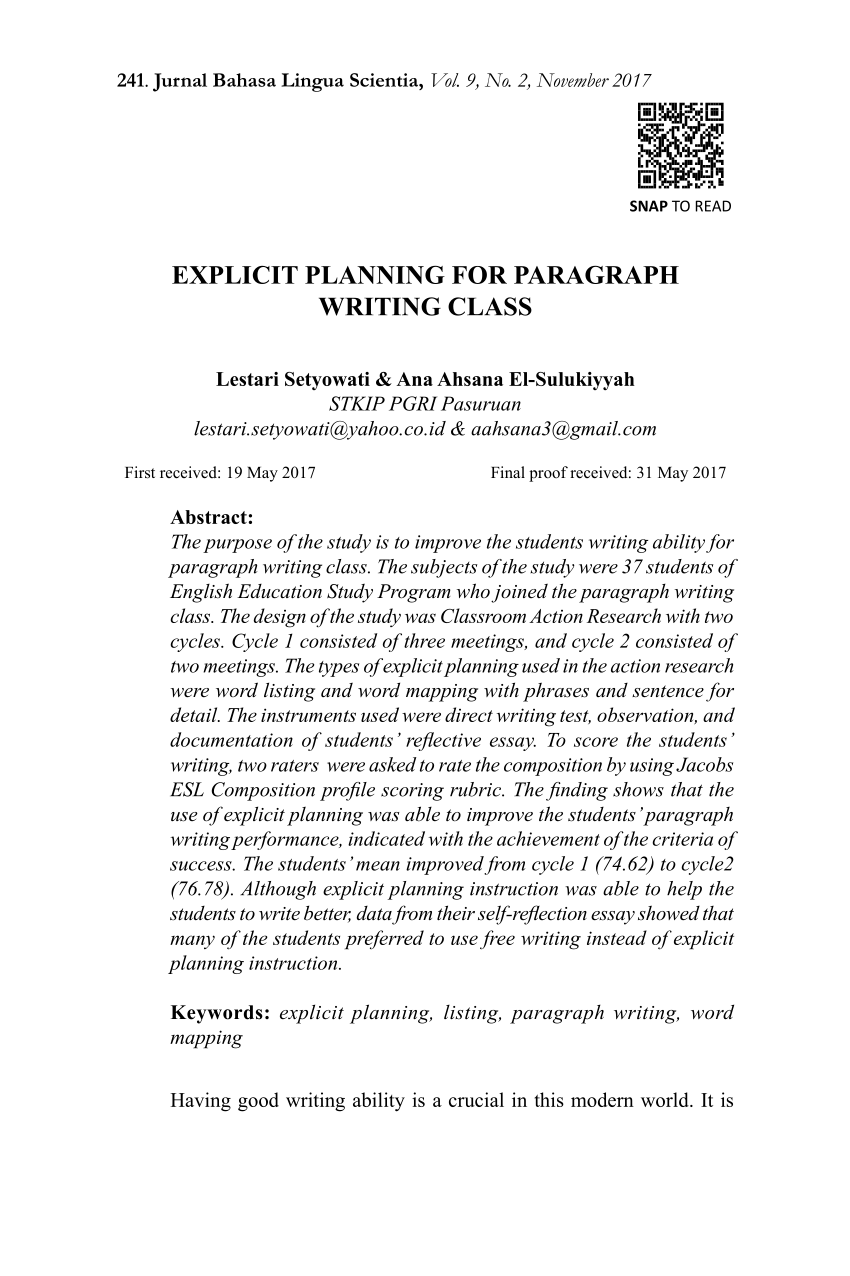 241. Jurnal Bahasa Lingua Scientia, Vol. 9, No. 2, November 2017
SNAP TO READ
EXPLICIT PLANNING FOR PARAGRAPH
WRITING CLASS
Lestari Setyowati & Ana Ahsana El-Sulukiyyah
STKIP PGRI Pasuruan
lestari.setyowati@yahoo.co.id & aahsana3@gmail.com
First received: 19 May 2017 Final proof received: 31 May 2017
Abstract:
The purpose of the study is to improve the students writing ability for
paragraph writing class. The subjects of the study were 37 students of
English Education Study Program who joined the paragraph writing
class. The design of the study was Classroom Action Research with two
cycles. Cycle 1 consisted of three meetings, and cycle 2 consisted of
two meetings. The types of explicit planning used in the action research
were word listing and word mapping with phrases and sentence for
detail. The instruments used were direct writing test, observation, and
documentation of students’ reflective essay. To score the students’
writing, two raters were asked to rate the composition by using Jacobs
ESL Composition profile scoring rubric. The finding shows that the
use of explicit planning was able to improve the students’ paragraph
writing performance, indicated with the achievement of the criteria of
success. The students’ mean improved from cycle 1 (74.62) to cycle2
(76.78). Although explicit planning instruction was able to help the
students to write better, data from their self-reflection essay showed that
many of the students preferred to use free writing instead of explicit
planning instruction.
Keywords: explicit planning, listing, paragraph writing, word
mapping
Having good writing ability is a crucial in this modern world. It is